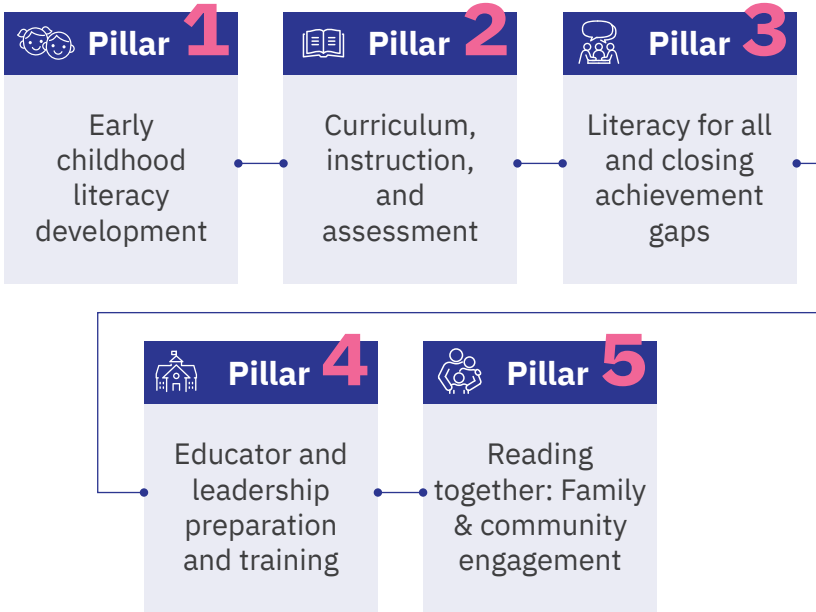 Pillar 1
Early
childhood
literacy
development
Pillar 2
Curriculum,
instruction,
and
assessment
Pillar 3
Literacy for all
and closing
achievement
gaps
Pillar 4
Educator and
leadership
preparation
and training
Pillar 5
Reading
together: Family
& community
engagement